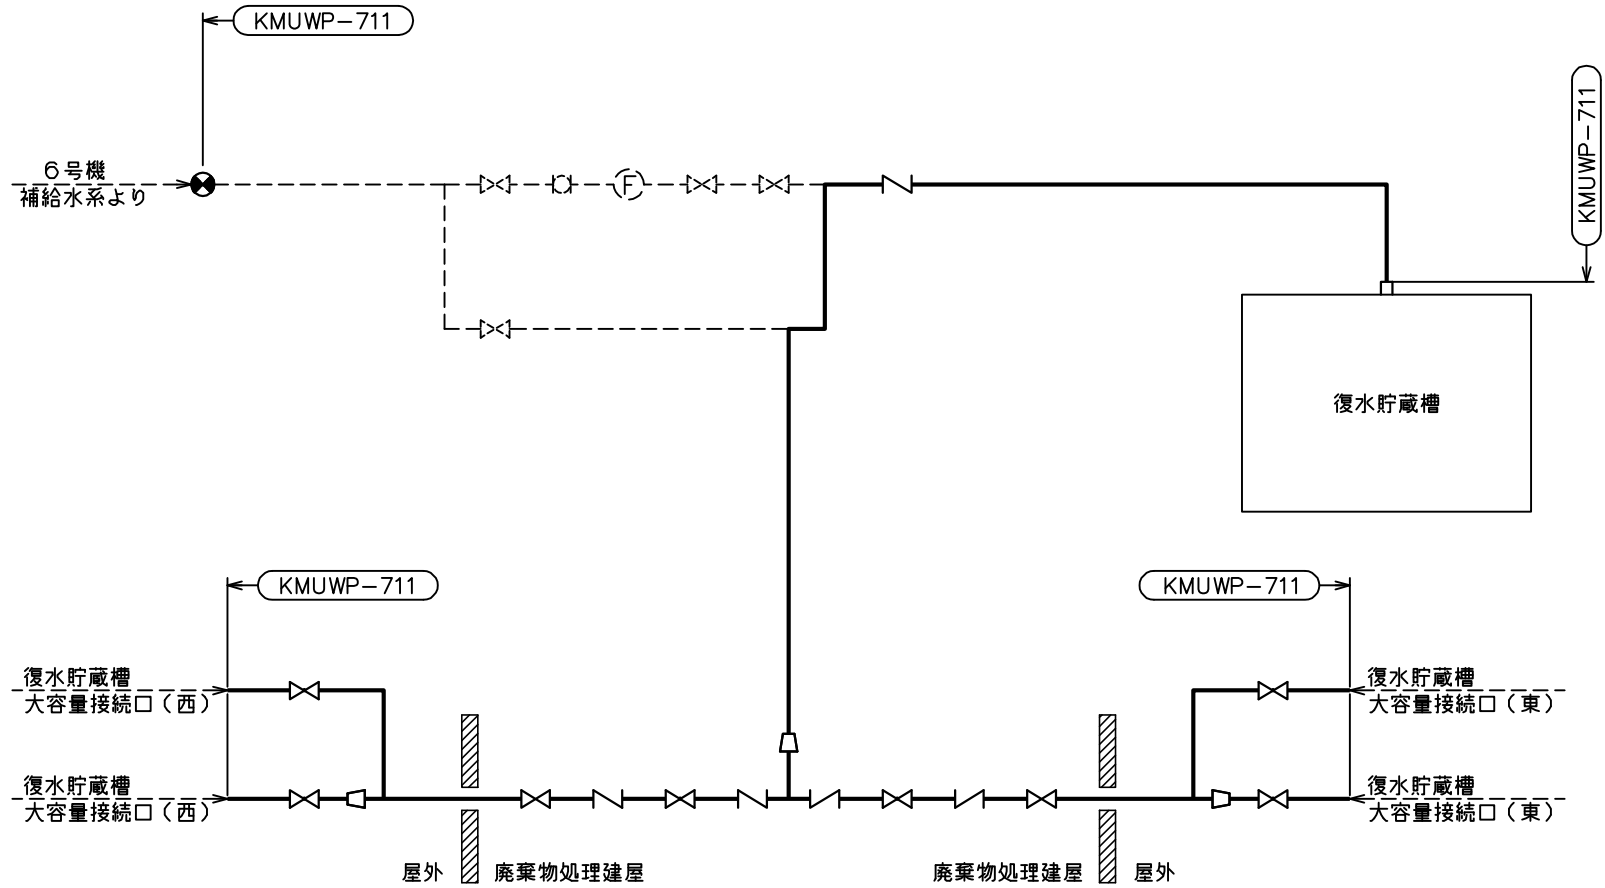 KMUWP-711
KMUWP-711
6号機
補給水系より
F
復水貯蔵槽
KMUWP-711
KMUWP-711
復水貯蔵槽
大容量接続口(西)
復水貯蔵槽
大容量接続口(東)
復水貯蔵槽
大容量接続口(西)
復水貯蔵槽
大容量接続口(東)
屋外
廃棄物処理建屋
廃棄物処理建屋
屋外